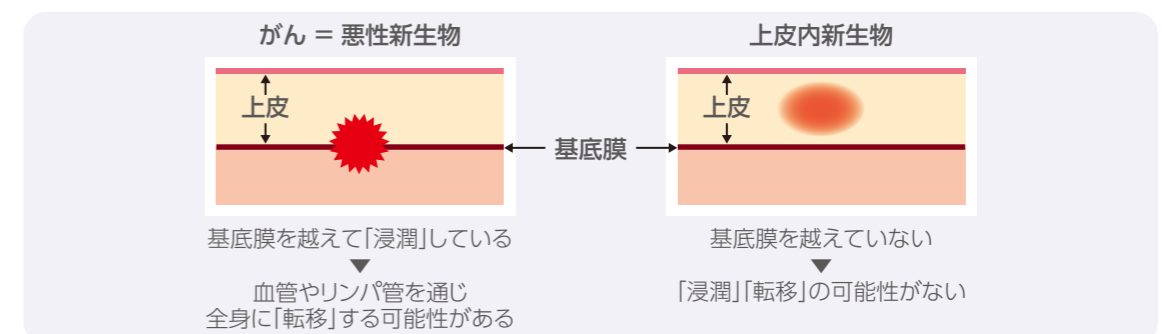 がん = 悪性新生物
上皮
基底膜を越えて「浸潤」している
▼
血管やリンパ管を通じ
全身に「転移」する可能性がある
基底膜
上皮内新生物
上皮
基底膜を越えていない
▼
「浸潤」「転移」の可能性がない